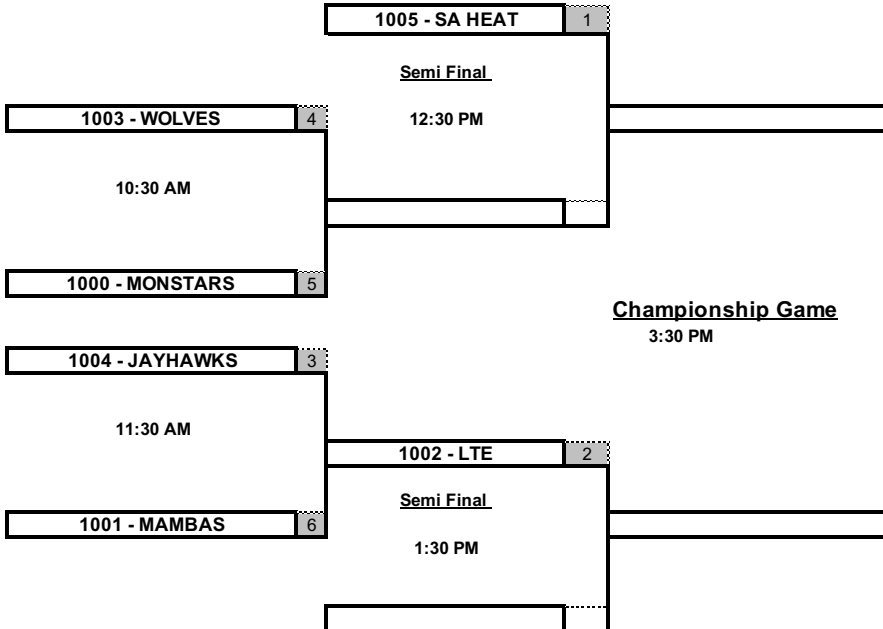 1005 - SA HEAT 1
Semi Final
1003 - WOLVES 4
12:30 PM
10:30 AM
1000 - MONSTARS 5
Championship Game
3:30 PM
1004 - JAYHAWKS 3
11:30 AM
1002 - LTE 2
Semi Final
1001 - MAMBAS 6
1:30 PM